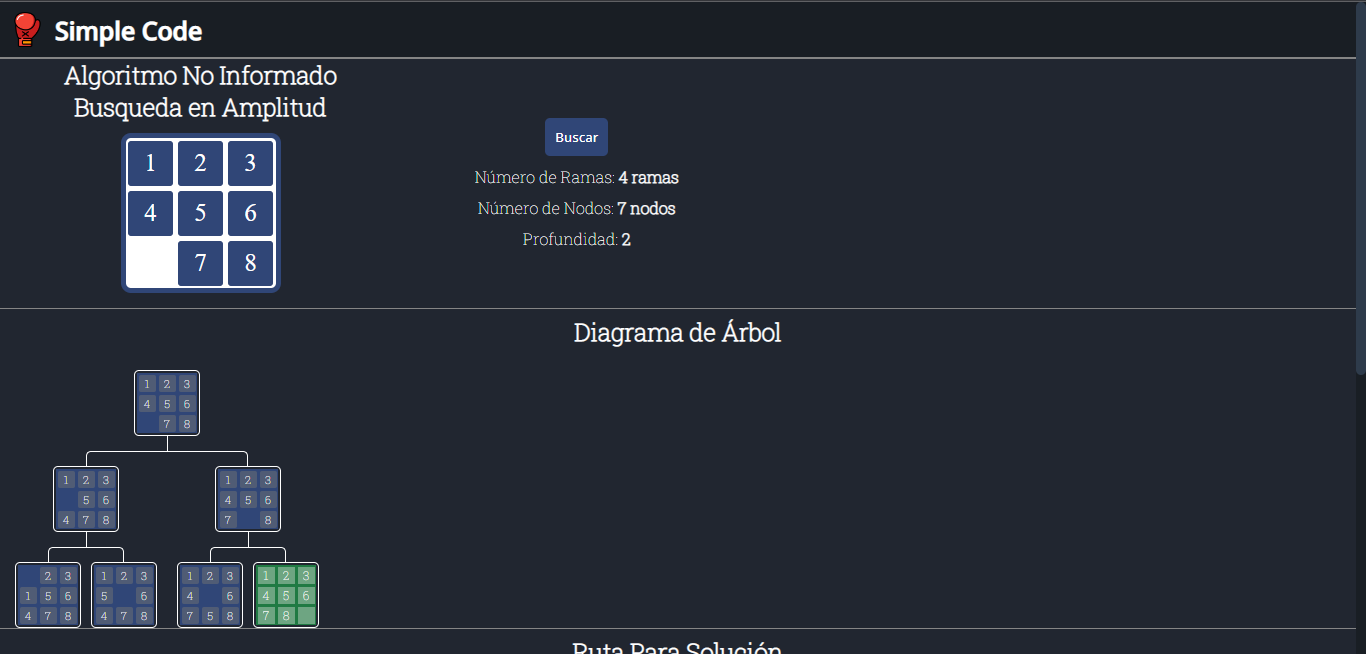 Simple Code
Algoritmo No Informado
Busqueda en Amplitud
1 2 3
4 5 6
7 8
Buscar
Número de Ramas: 4 ramas
Número de Nodos: 7 nodos
Profundidad: 2
Diagrama de Árbol
1 2 3
4 5 6
7 8
1 2 3
5 6
4 7 8
1 2 3
4 5 6
7 8
2 3
1 5 6
4 7 8
1 2 3
5 6
4 7 8
1 2 3
4 6
7 5 8
1 2 3
4 5 6
7 8
Ruta Para Solución